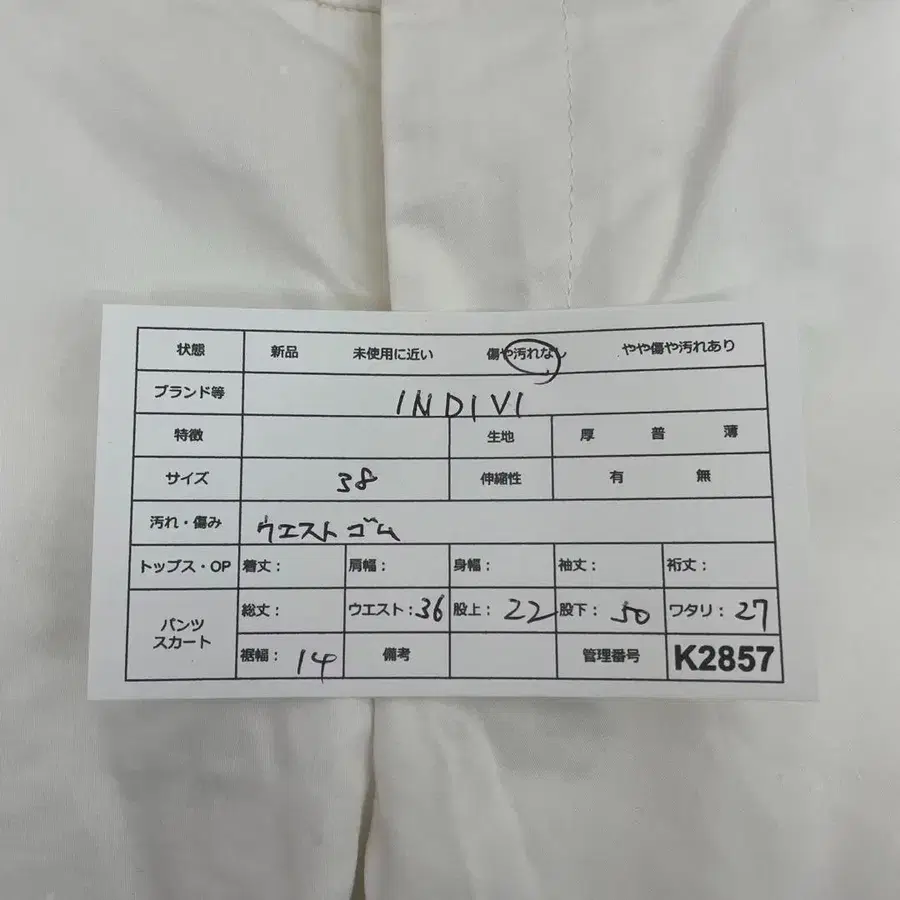 状態 新品 未使用に近い 傷や汚れなし やや傷や汚れあり
ブランド等 INDIVI
特徴 生地 厚 普 薄
サイズ 38 伸縮性 有 無
汚れ・傷み ウエストゴム
トップス・OP 着丈： 肩幅： 身幅： 袖丈： 裄丈：
パンツ スカート 総丈： ウエスト：36 股上：22 股下：50 ワタリ：27
裾幅：14 備考 管理番号 K2857